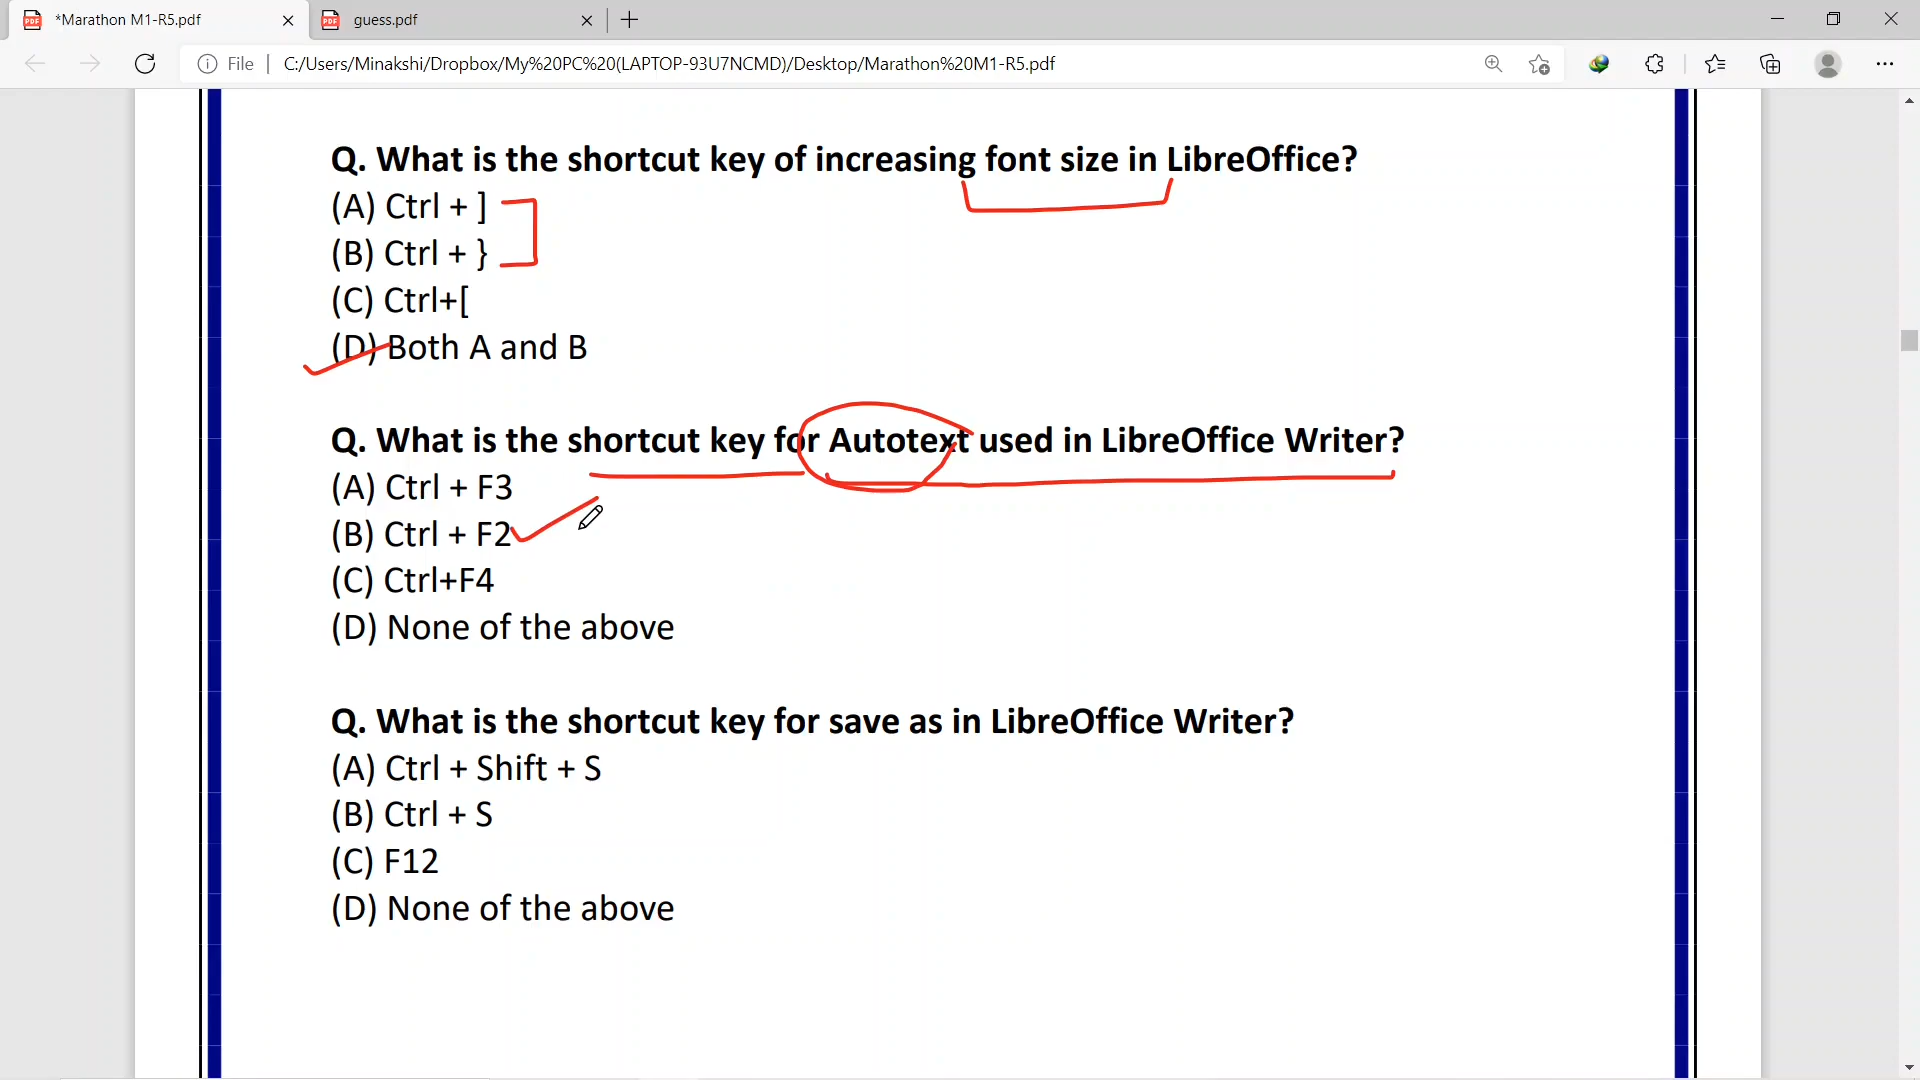 *Marathon M1-R5.pdf
guess.pdf
File
C:/Users/Minakshi/Dropbox/My%20PC%20(LAPTOP-93U7NCMD)/Desktop/Marathon%20M1-R5.pdf
Q. What is the shortcut key of increasing font size in LibreOffice?
(A) Ctrl + ]
(B) Ctrl + }
(C) Ctrl+[
(D) Both A and B
Q. What is the shortcut key for Autotext used in LibreOffice Writer?
(A) Ctrl + F3
(B) Ctrl + F2
(C) Ctrl+F4
(D) None of the above
Q. What is the shortcut key for save as in LibreOffice Writer?
(A) Ctrl + Shift + S
(B) Ctrl + S
(C) F12
(D) None of the above